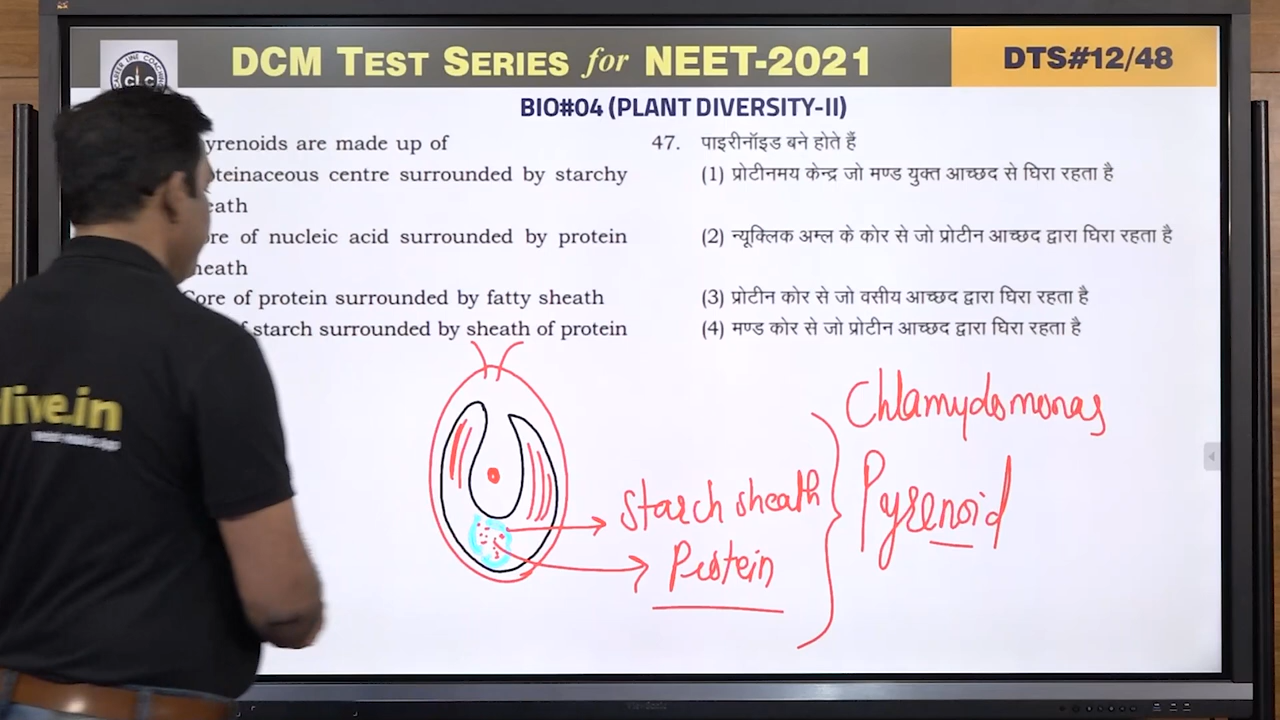 DCM TEST SERIES for NEET-2021
DTS#12/48
BIO#04 (PLANT DIVERSITY-II)
yrenoids are made up of
oteinaceous centre surrounded by starchy
eath
ore of nucleic acid surrounded by protein
heath
Core of protein surrounded by fatty sheath
f starch surrounded by sheath of protein
47. पाइरीनॉइड बने होते हैं
(1) प्रोटीनमय केन्द्र जो मण्ड युक्त आच्छद से घिरा रहता है
(2) न्यूक्लिक अम्ल के कोर से जो प्रोटीन आच्छद द्वारा घिरा रहता है
(3) प्रोटीन कोर से जो वसीय आच्छद द्वारा घिरा रहता है
(4) मण्ड कोर से जो प्रोटीन आच्छद द्वारा घिरा रहता है
Chlamydomonas
Pyrenoid
Starch sheath
Protein
live.in